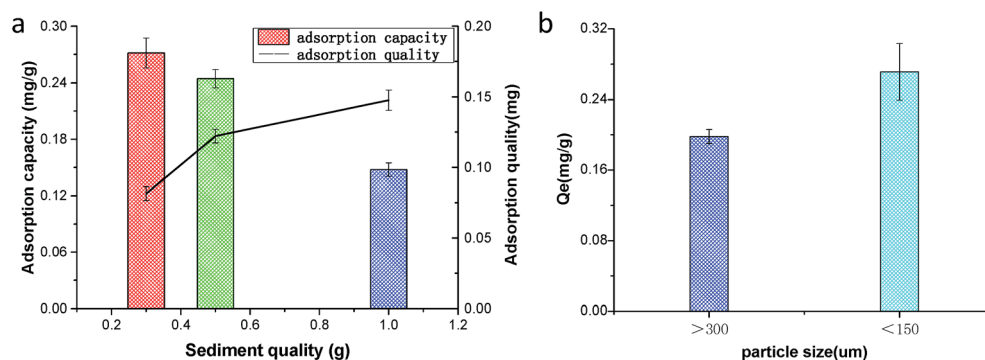 a
0.30
0.24
0.18
0.12
0.06
0.00
Adsorption capacity (mg/g)
adsorption capacity
adsorption quality
0.20
0.15
0.10
0.05
0.00
Adsorption quality(mg)
0.2 0.4 0.6 0.8 1.0 1.2
Sediment quality (g)
b
0.32
0.24
0.16
0.08
0.00
Qe(mg/g)
>300 <150
particle size(um)